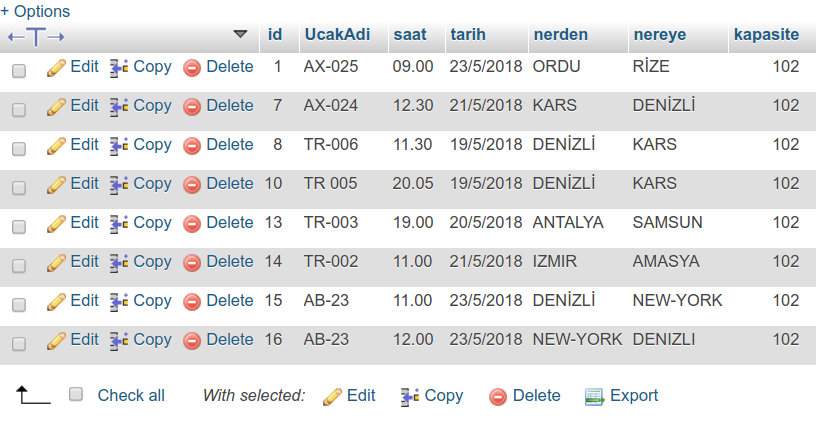 + Options
←T→ id UcakAdi saat tarih nerden nereye kapasite
Edit Copy Delete 1 AX-025 09.00 23/5/2018 ORDU RİZE 102
Edit Copy Delete 7 AX-024 12.30 21/5/2018 KARS DENİZLİ 102
Edit Copy Delete 8 TR-006 11.30 19/5/2018 DENİZLİ KARS 102
Edit Copy Delete 10 TR 005 20.05 19/5/2018 DENİZLİ KARS 102
Edit Copy Delete 13 TR-003 19.00 20/5/2018 ANTALYA SAMSUN 102
Edit Copy Delete 14 TR-002 11.00 21/5/2018 IZMIR AMASYA 102
Edit Copy Delete 15 AB-23 11.00 23/5/2018 DENİZLİ NEW-YORK 102
Edit Copy Delete 16 AB-23 12.00 23/5/2018 NEW-YORK DENIZLI 102
Check all With selected: Edit Copy Delete Export